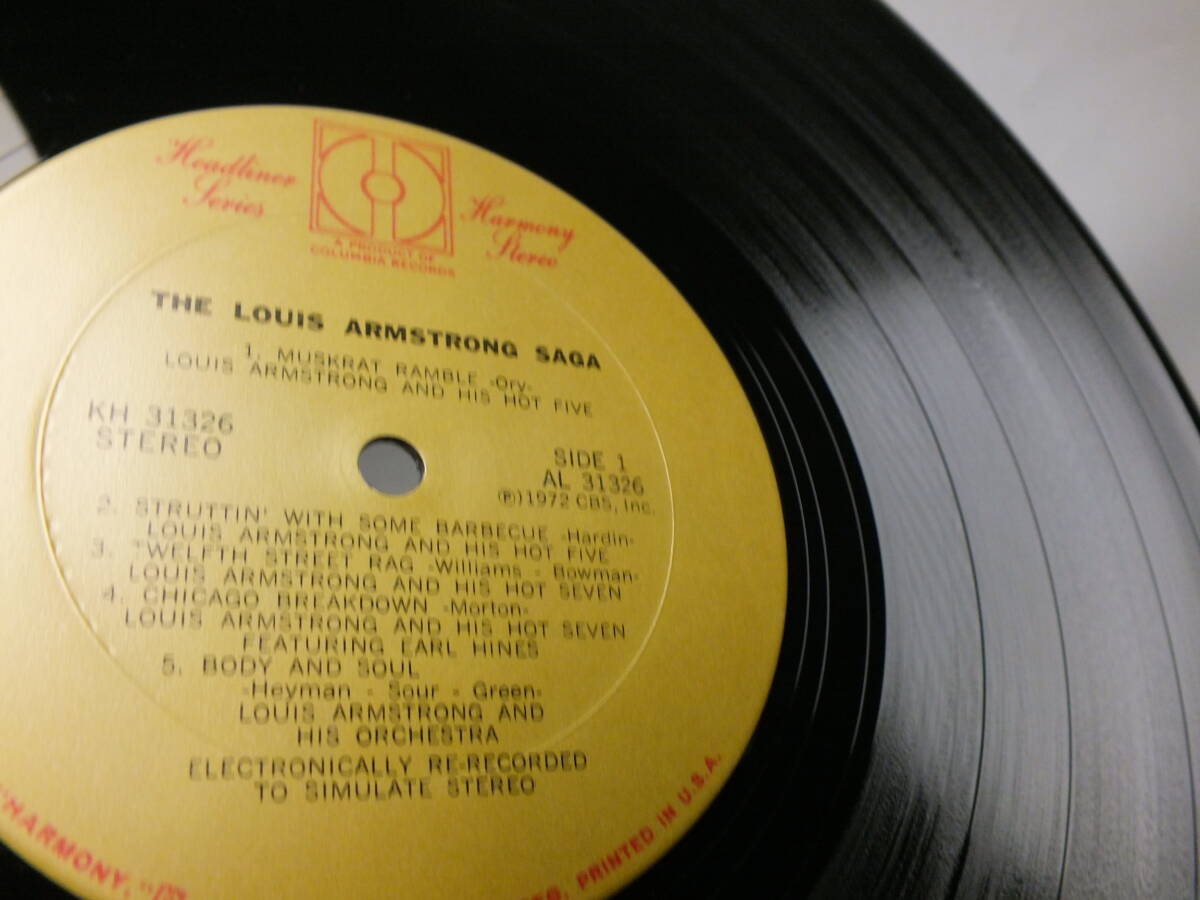 Headliner
Series
Harmony
Stereo
A PRODUCT OF
COLUMBIA RECORDS
THE LOUIS ARMSTRONG SAGA
1. MUSKRAT RAMBLE -Ory-
LOUIS ARMSTRONG AND HIS HOT FIVE
KH 31326
STEREO
SIDE 1
AL 31326
Ⓟ1972 CBS, Inc.
2. STRUTTIN' WITH SOME BARBECUE -Hardin-
LOUIS ARMSTRONG AND HIS HOT FIVE
3. TWELFTH STREET RAG -Williams - Bowman-
LOUIS ARMSTRONG AND HIS HOT SEVEN
4. CHICAGO BREAKDOWN -Morton-
LOUIS ARMSTRONG AND HIS HOT SEVEN
FEATURING EARL HINES
5. BODY AND SOUL
-Heyman - Sour - Green-
LOUIS ARMSTRONG AND
HIS ORCHESTRA
ELECTRONICALLY RE-RECORDED
TO SIMULATE STEREO
"HARMONY,"
PRINTED IN U.S.A.